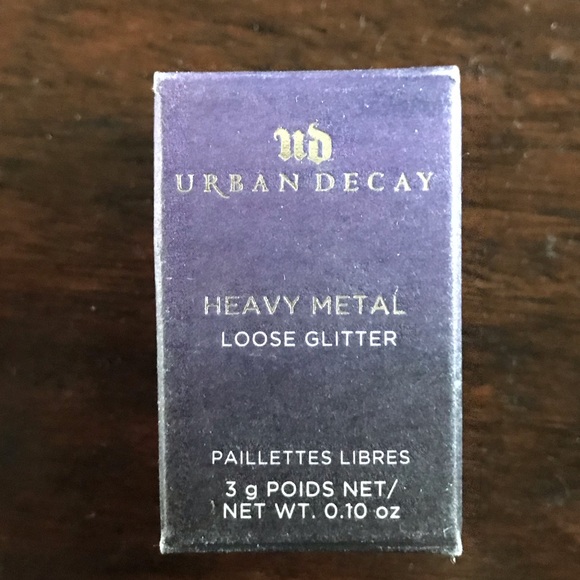 ud
URBAN DECAY
HEAVY METAL
LOOSE GLITTER
PAILLETTES LIBRES
3 g POIDS NET/
NET WT. 0.10 oz